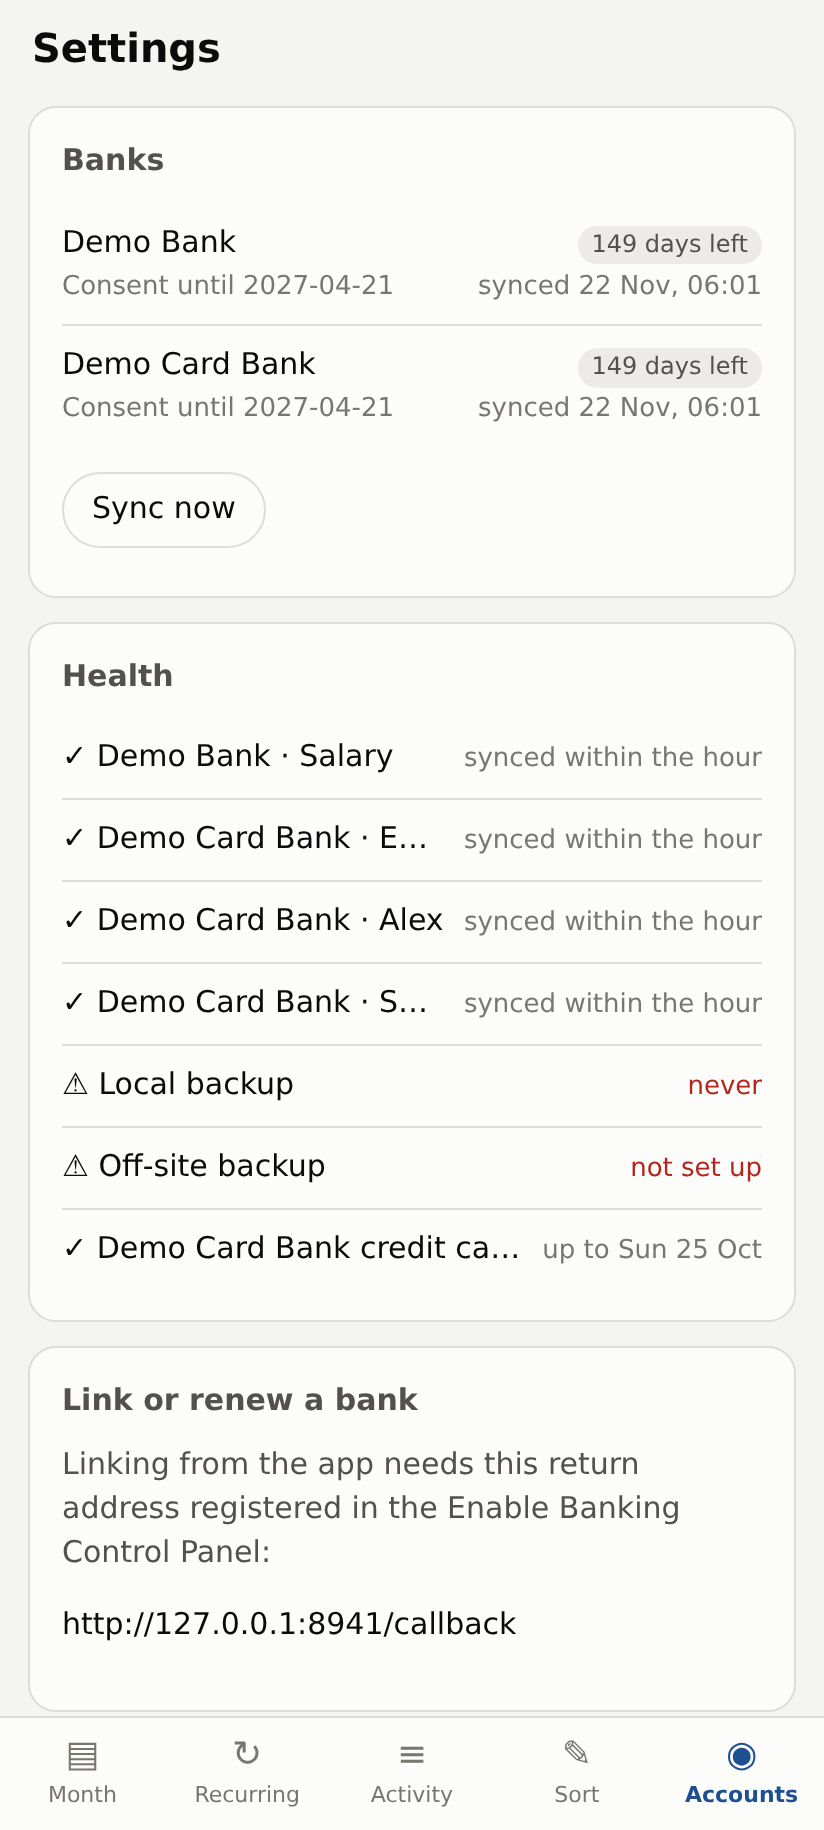 Settings
Banks
Demo Bank 149 days left
Consent until 2027-04-21 synced 22 Nov, 06:01
Demo Card Bank 149 days left
Consent until 2027-04-21 synced 22 Nov, 06:01
Sync now
Health
✓ Demo Bank · Salary synced within the hour
✓ Demo Card Bank · E… synced within the hour
✓ Demo Card Bank · Alex synced within the hour
✓ Demo Card Bank · S… synced within the hour
⚠ Local backup never
⚠ Off-site backup not set up
✓ Demo Card Bank credit ca… up to Sun 25 Oct
Link or renew a bank
Linking from the app needs this return
address registered in the Enable Banking
Control Panel:
http://127.0.0.1:8941/callback
Month Recurring Activity Sort Accounts